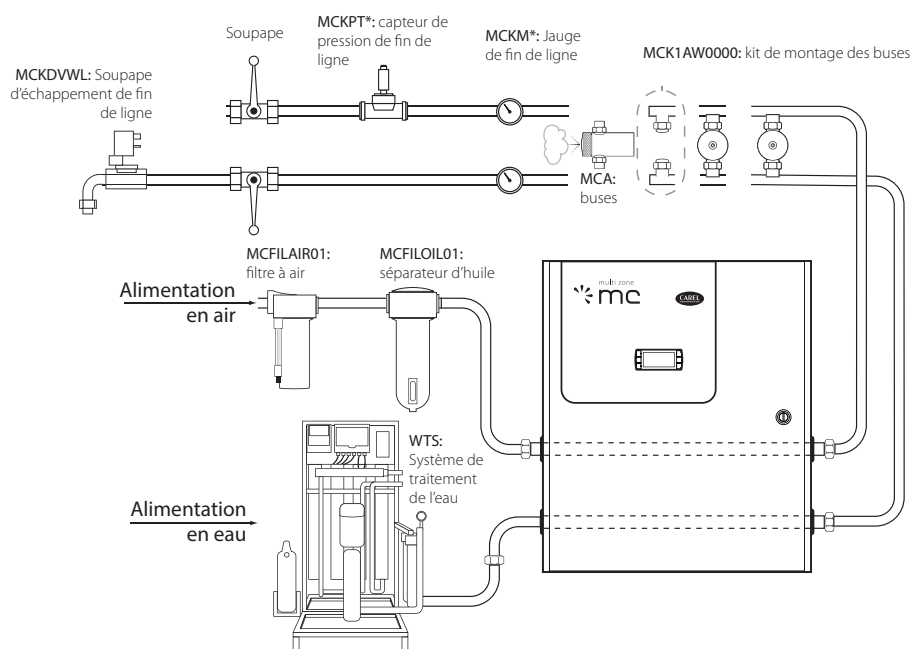 Soupape
MCKPT*: capteur de
pression de fin de
ligne
MCKM*: Jauge
de fin de ligne
MCK1AW0000: kit de montage des buses
MCKDVWL: Soupape
d'échappement de fin
de ligne
MCA:
buses
MCFILAIR01:
filtre à air
MCFILOIL01:
séparateur d'huile
Alimentation
en air
multi zone
mc
CAREL
WTS:
Système de
traitement
de l'eau
Alimentation
en eau